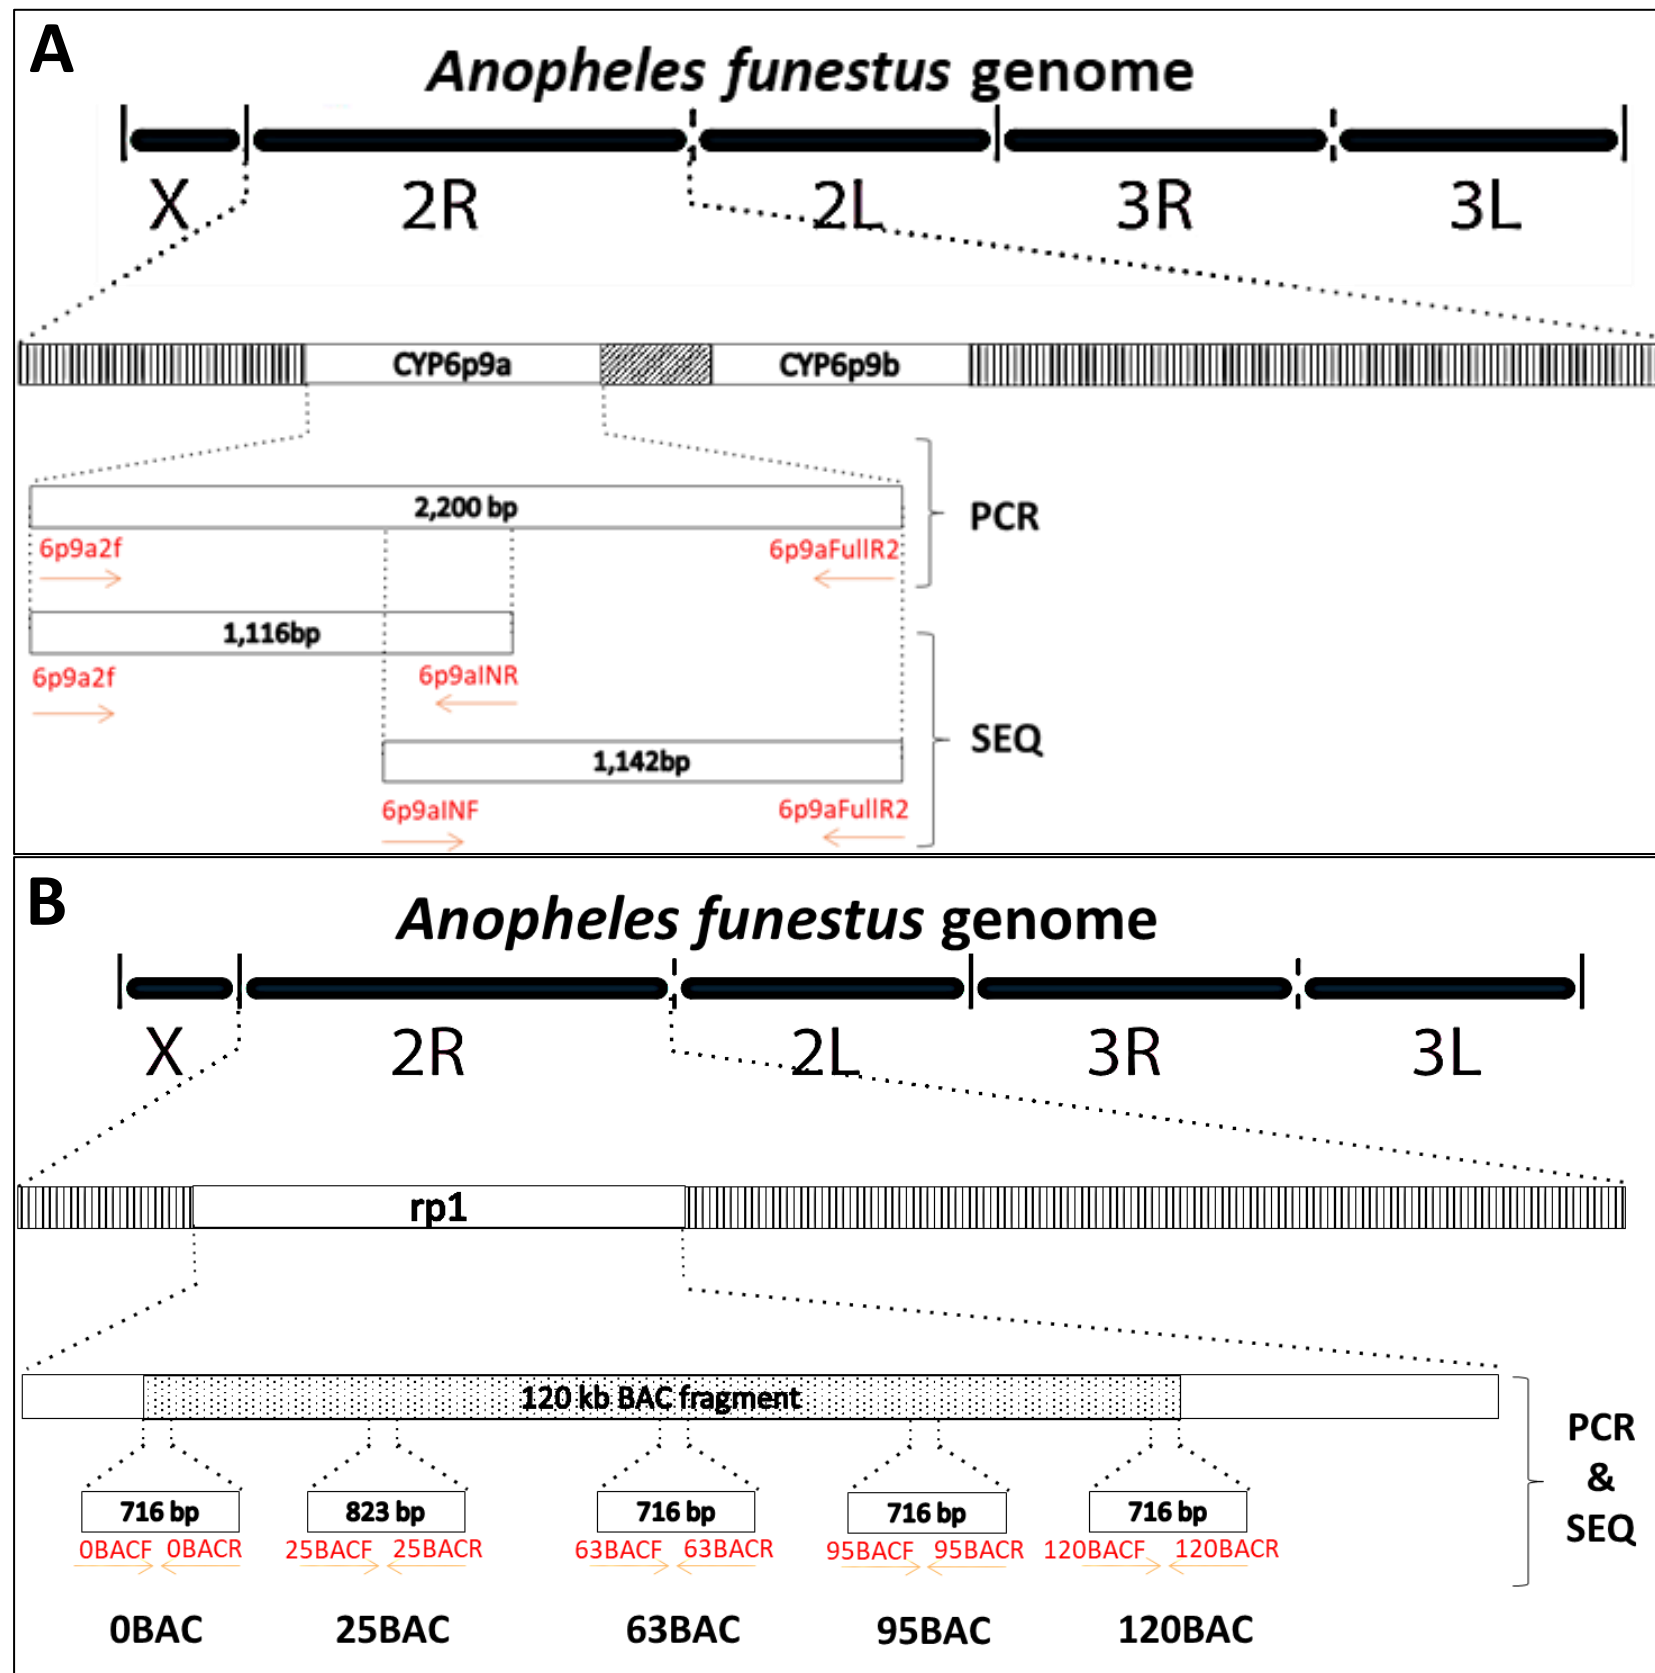 A
Anopheles funestus genome
X 2R 2L 3R 3L
CYP6p9a CYP6p9b
2,200 bp
PCR
6p9a2f 6p9aFullR2
1,116bp
6p9a2f 6p9aINR
SEQ
1,142bp
6p9aINF 6p9aFullR2
B
Anopheles funestus genome
X 2R 2L 3R 3L
rp1
120 kb BAC fragment
PCR
&
SEQ
716 bp 823 bp 716 bp 716 bp 716 bp
0BACF 0BACR 25BACF 25BACR 63BACF 63BACR 95BACF 95BACR 120BACF 120BACR
0BAC 25BAC 63BAC 95BAC 120BAC